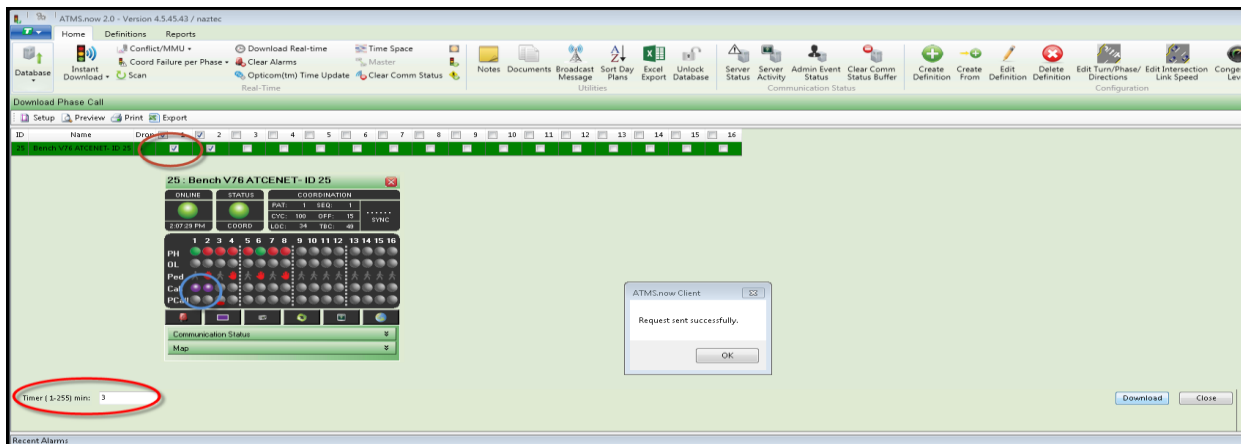 ATMS.now 2.0 - Version 4.5.45.43 / naztec
Home Definitions Reports
Database
Instant Download
Conflict/MMU
Coord Failure per Phase
Scan
Download Real-time
Clear Alarms
Opticom(tm) Time Update
Time Space
Master
Clear Comm Status
Real-Time
Notes
Documents
Broadcast Message
Sort Day Plans
Excel Export
Unlock Database
Utilities
Server Status
Server Activity
Admin Event Status
Clear Comm Status Buffer
Communication Status
Create Definition
Create From
Edit Definition
Delete Definition
Edit Turn/Phase/ Directions
Edit Intersection Link Speed
Configuration
Download Phase Call
Setup Preview Print Export
ID Name Drop 1 2 3 4 5 6 7 8 9 10 11 12 13 14 15 16
25 Bench V76 ATCENET- ID 25
25 : Bench V76 ATCENET- ID 25
ONLINE STATUS COORDINATION
PAT: 1 SEQ: 1
CYC: 100 OFF: 15
LOC: 34 TBC: 49
SYNC
2:07:29 PM COORD
1 2 3 4 5 6 7 8 9 10 11 12 13 14 15 16
PH
OL
Ped
Call
PCall
Communication Status
Map
ATMS.now Client
Request sent successfully.
OK
Timer ( 1-255) min: 3
Download Close
Recent Alarms